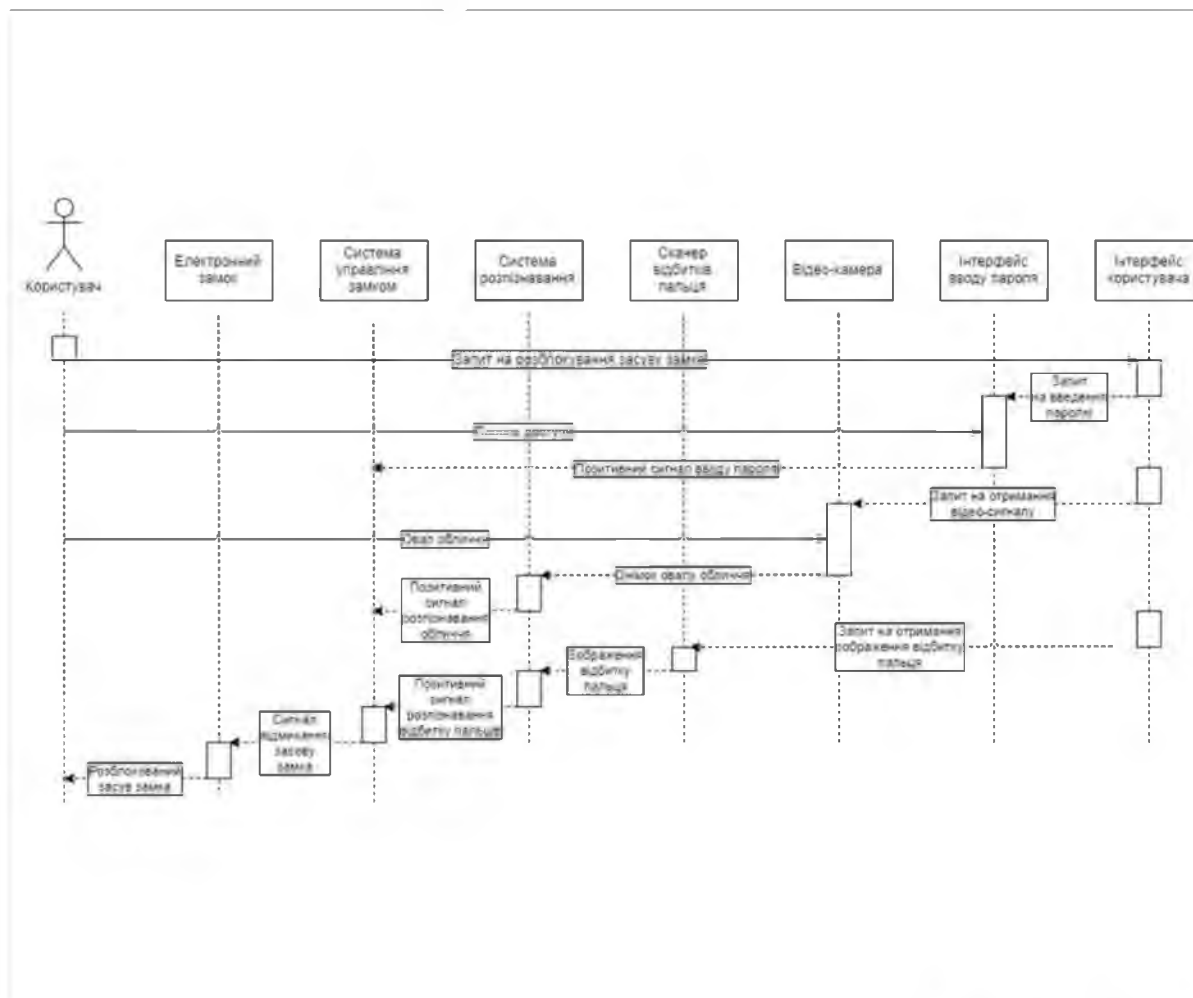 Користувач
Електронний
замок
Система
управління
замком
Система
розпізнавання
Сканер
відбитків
пальця
Відео-камера
Інтерфейс
вводу пароля
Інтерфейс
користувача
Запит на розблокування засуву замка
Запит
на введення
паролю
доступу
Позитивний сигнал вводу пароля
Запит на отримання
відео-сигналу
Овал обличчя
овалу обличчя
Позитивний
сигнал
розпізнавання
обличчя
Запит на отримання
зображення відбитку
пальця
Зображення
відбитку
пальця
Позитивний
сигнал
розпізнавання
відбитку пальців
Сигнал
відмикання
засову
замка
Розблокований
засув замка